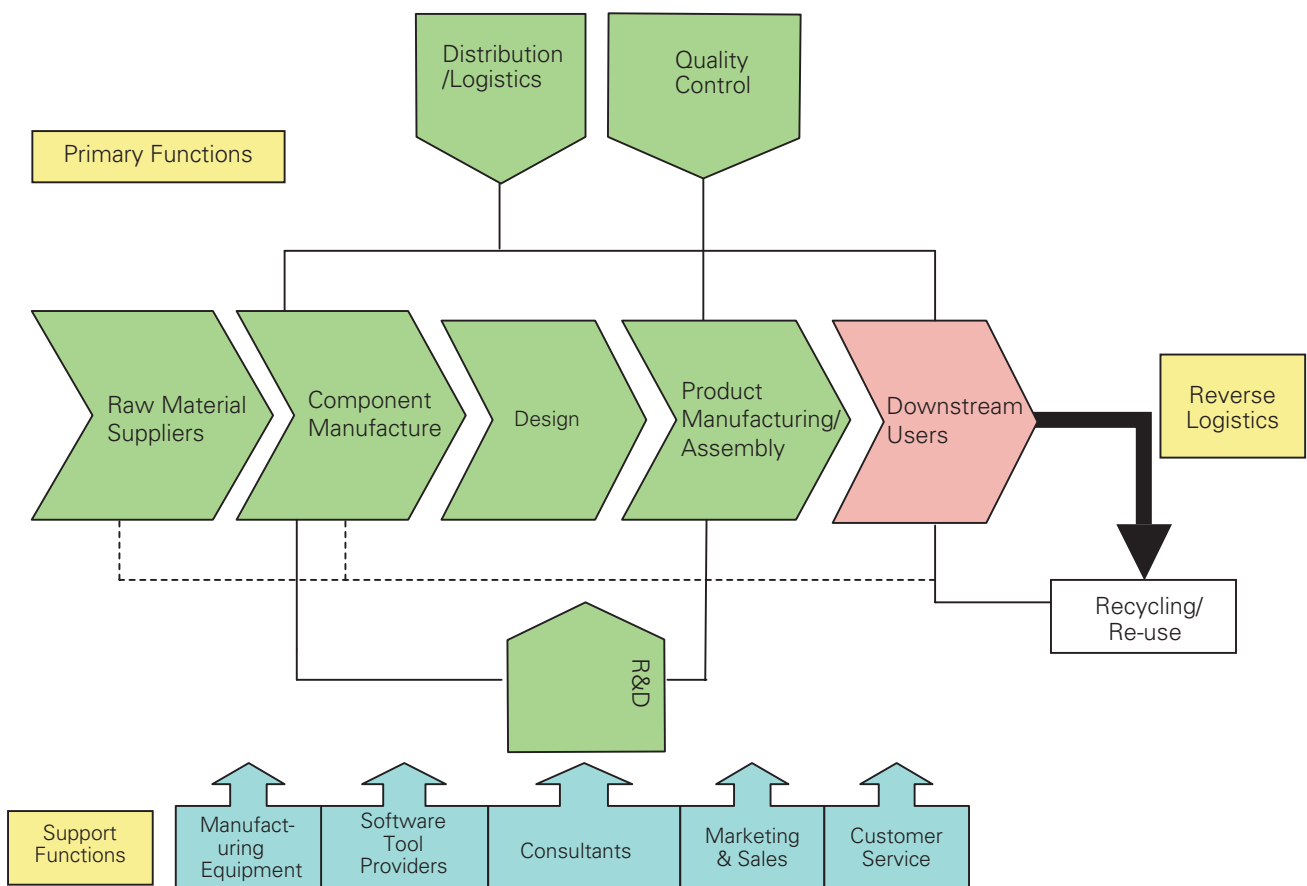 Distribution
/Logistics
Quality
Control
Primary Functions
Raw Material
Suppliers
Component
Manufacture
Design
Product
Manufacturing/
Assembly
Downstream
Users
Reverse
Logistics
Recycling/
Re-use
R&D
Support
Functions
Manufact-
uring
Equipment
Software
Tool
Providers
Consultants
Marketing
& Sales
Customer
Service